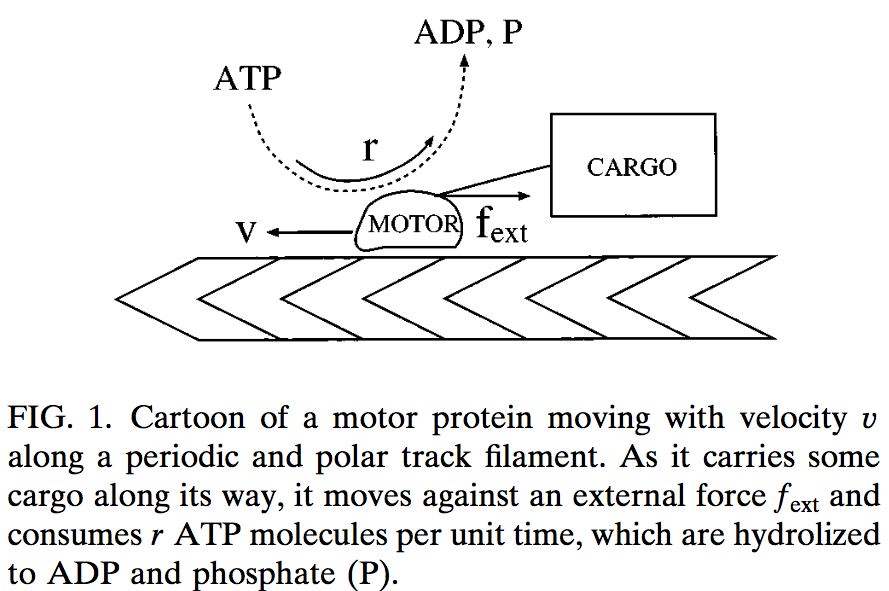 ADP, P
ATP
r
CARGO
MOTOR
v
fext
FIG. 1. Cartoon of a motor protein moving with velocity v
along a periodic and polar track filament. As it carries some
cargo along its way, it moves against an external force fext and
consumes r ATP molecules per unit time, which are hydrolized
to ADP and phosphate (P).